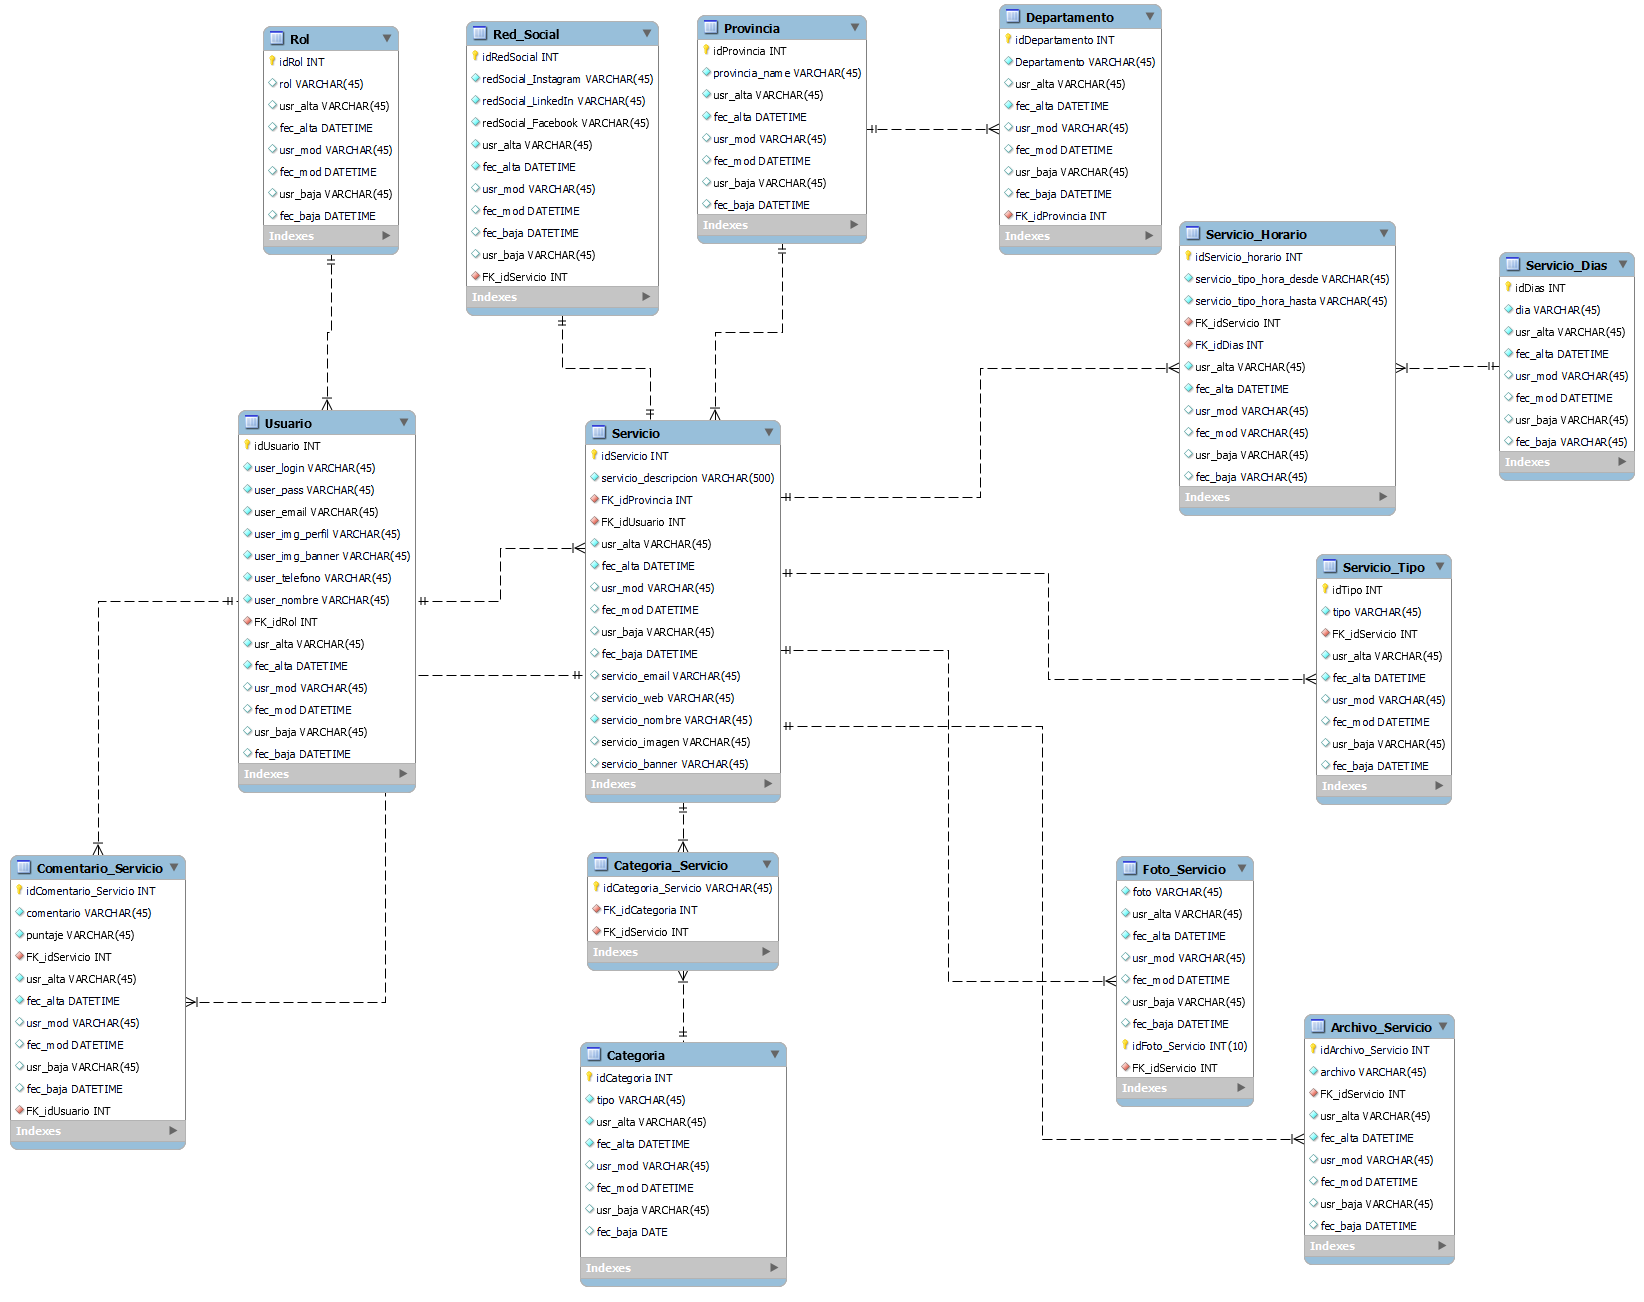 Rol
idRol INT
rol VARCHAR(45)
usr_alta VARCHAR(45)
fec_alta DATETIME
usr_mod VARCHAR(45)
fec_mod DATETIME
usr_baja VARCHAR(45)
fec_baja DATETIME
Indexes
Red_Social
idRedSocial INT
redSocial_Instagram VARCHAR(45)
redSocial_LinkedIn VARCHAR(45)
redSocial_Facebook VARCHAR(45)
usr_alta VARCHAR(45)
fec_alta DATETIME
usr_mod VARCHAR(45)
fec_mod DATETIME
fec_baja DATETIME
usr_baja VARCHAR(45)
FK_idServicio INT
Indexes
Provincia
idProvincia INT
provincia_name VARCHAR(45)
usr_alta VARCHAR(45)
fec_alta DATETIME
usr_mod VARCHAR(45)
fec_mod DATETIME
usr_baja VARCHAR(45)
fec_baja DATETIME
Indexes
Departamento
idDepartamento INT
Departamento VARCHAR(45)
usr_alta VARCHAR(45)
fec_alta DATETIME
usr_mod VARCHAR(45)
fec_mod DATETIME
usr_baja VARCHAR(45)
fec_baja DATETIME
FK_idProvincia INT
Indexes
Servicio_Horario
idServicio_horario INT
servicio_tipo_hora_desde VARCHAR(45)
servicio_tipo_hora_hasta VARCHAR(45)
FK_idServicio INT
FK_idDias INT
usr_alta VARCHAR(45)
fec_alta DATETIME
usr_mod VARCHAR(45)
fec_mod VARCHAR(45)
usr_baja VARCHAR(45)
fec_baja VARCHAR(45)
Indexes
Servicio_Dias
idDias INT
dia VARCHAR(45)
usr_alta VARCHAR(45)
fec_alta DATETIME
usr_mod VARCHAR(45)
fec_mod DATETIME
usr_baja VARCHAR(45)
fec_baja VARCHAR(45)
Indexes
Usuario
idUsuario INT
user_login VARCHAR(45)
user_pass VARCHAR(45)
user_email VARCHAR(45)
user_img_perfil VARCHAR(45)
user_img_banner VARCHAR(45)
user_telefono VARCHAR(45)
user_nombre VARCHAR(45)
FK_idRol INT
usr_alta VARCHAR(45)
fec_alta DATETIME
usr_mod VARCHAR(45)
fec_mod DATETIME
usr_baja VARCHAR(45)
fec_baja DATETIME
Indexes
Servicio
idServicio INT
servicio_descripcion VARCHAR(500)
FK_idProvincia INT
FK_idUsuario INT
usr_alta VARCHAR(45)
fec_alta DATETIME
usr_mod VARCHAR(45)
fec_mod DATETIME
usr_baja VARCHAR(45)
fec_baja DATETIME
servicio_email VARCHAR(45)
servicio_web VARCHAR(45)
servicio_nombre VARCHAR(45)
servicio_imagen VARCHAR(45)
servicio_banner VARCHAR(45)
Indexes
Servicio_Tipo
idTipo INT
tipo VARCHAR(45)
FK_idServicio INT
usr_alta VARCHAR(45)
fec_alta DATETIME
usr_mod VARCHAR(45)
fec_mod DATETIME
usr_baja VARCHAR(45)
fec_baja DATETIME
Indexes
Comentario_Servicio
idComentario_Servicio INT
comentario VARCHAR(45)
puntaje VARCHAR(45)
FK_idServicio INT
usr_alta VARCHAR(45)
fec_alta DATETIME
usr_mod VARCHAR(45)
fec_mod DATETIME
usr_baja VARCHAR(45)
fec_baja DATETIME
FK_idUsuario INT
Indexes
Categoria_Servicio
idCategoria_Servicio VARCHAR(45)
FK_idCategoria INT
FK_idServicio INT
Indexes
Foto_Servicio
foto VARCHAR(45)
usr_alta VARCHAR(45)
fec_alta DATETIME
usr_mod VARCHAR(45)
fec_mod DATETIME
usr_baja VARCHAR(45)
fec_baja DATETIME
idFoto_Servicio INT(10)
FK_idServicio INT
Indexes
Categoria
idCategoria INT
tipo VARCHAR(45)
usr_alta VARCHAR(45)
fec_alta DATETIME
usr_mod VARCHAR(45)
fec_mod DATETIME
usr_baja VARCHAR(45)
fec_baja DATE
Indexes
Archivo_Servicio
idArchivo_Servicio INT
archivo VARCHAR(45)
FK_idServicio INT
usr_alta VARCHAR(45)
fec_alta DATETIME
usr_mod VARCHAR(45)
fec_mod DATETIME
usr_baja VARCHAR(45)
fec_baja DATETIME
Indexes